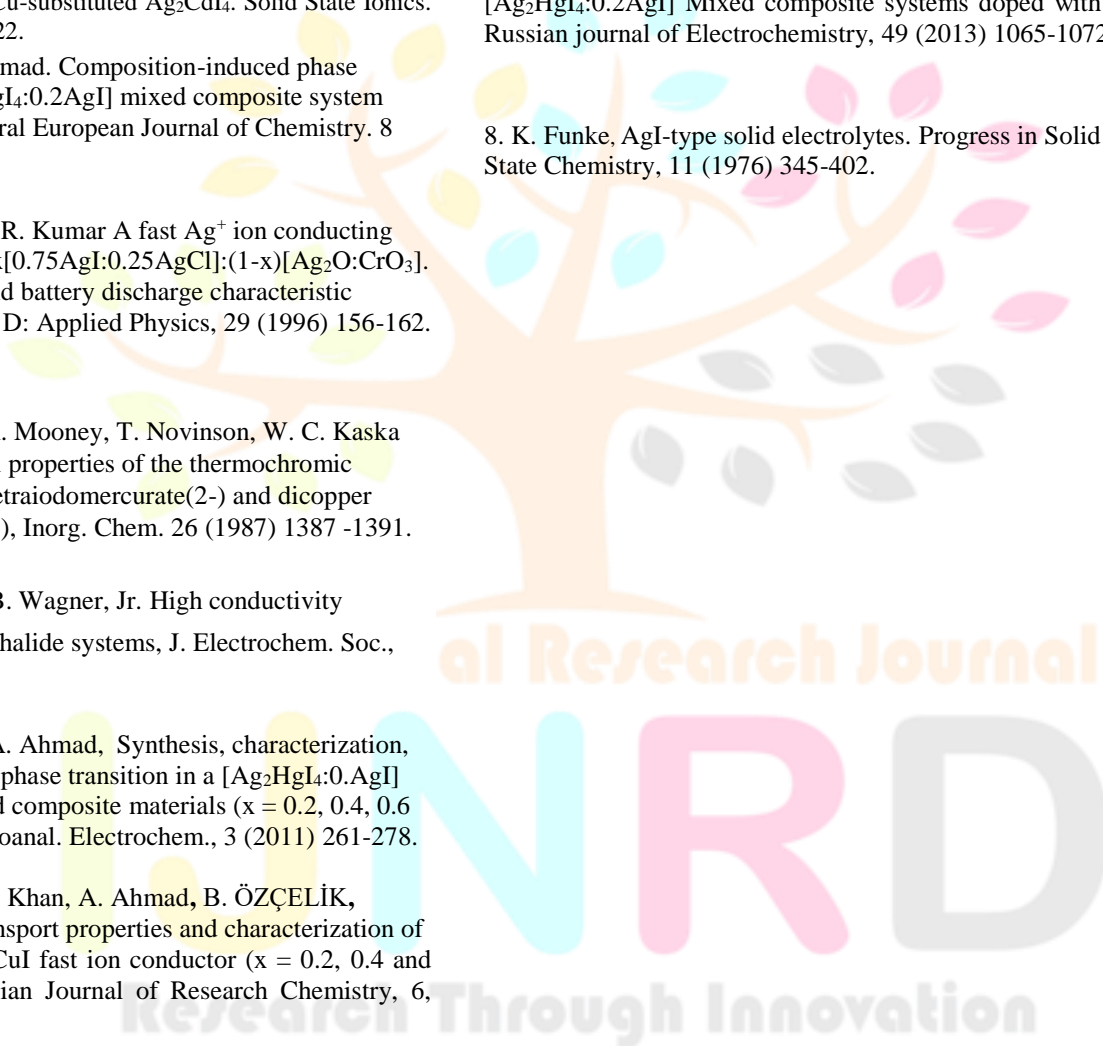 Cu-substituted Ag₂CdI₄. Solid State Ionics.
22.
mad. Composition-induced phase
gI₄:0.2AgI] mixed composite system
ral European Journal of Chemistry. 8
R. Kumar A fast Ag⁺ ion conducting
x[0.75AgI:0.25AgCl]:(1-x)[Ag₂O:CrO₃].
d battery discharge characteristic
D: Applied Physics, 29 (1996) 156-162.
. Mooney, T. Novinson, W. C. Kaska
l properties of the thermochromic
etraiodomercurate(2-) and dicopper
), Inorg. Chem. 26 (1987) 1387 -1391.
B. Wagner, Jr. High conductivity
halide systems, J. Electrochem. Soc.,
A. Ahmad, Synthesis, characterization,
phase transition in a [Ag₂HgI₄:0.AgI]
d composite materials (x = 0.2, 0.4, 0.6
oanal. Electrochem., 3 (2011) 261-278.
Khan, A. Ahmad, B. ÖZÇELİK,
nsport properties and characterization of
CuI fast ion conductor (x = 0.2, 0.4 and
ian Journal of Research Chemistry, 6,
[Ag₂HgI₄:0.2AgI] Mixed composite systems doped with
Russian journal of Electrochemistry, 49 (2013) 1065-1072
8. K. Funke, AgI-type solid electrolytes. Progress in Solid
State Chemistry, 11 (1976) 345-402.
al Research Journal
IJNRD
Research Through Innovation